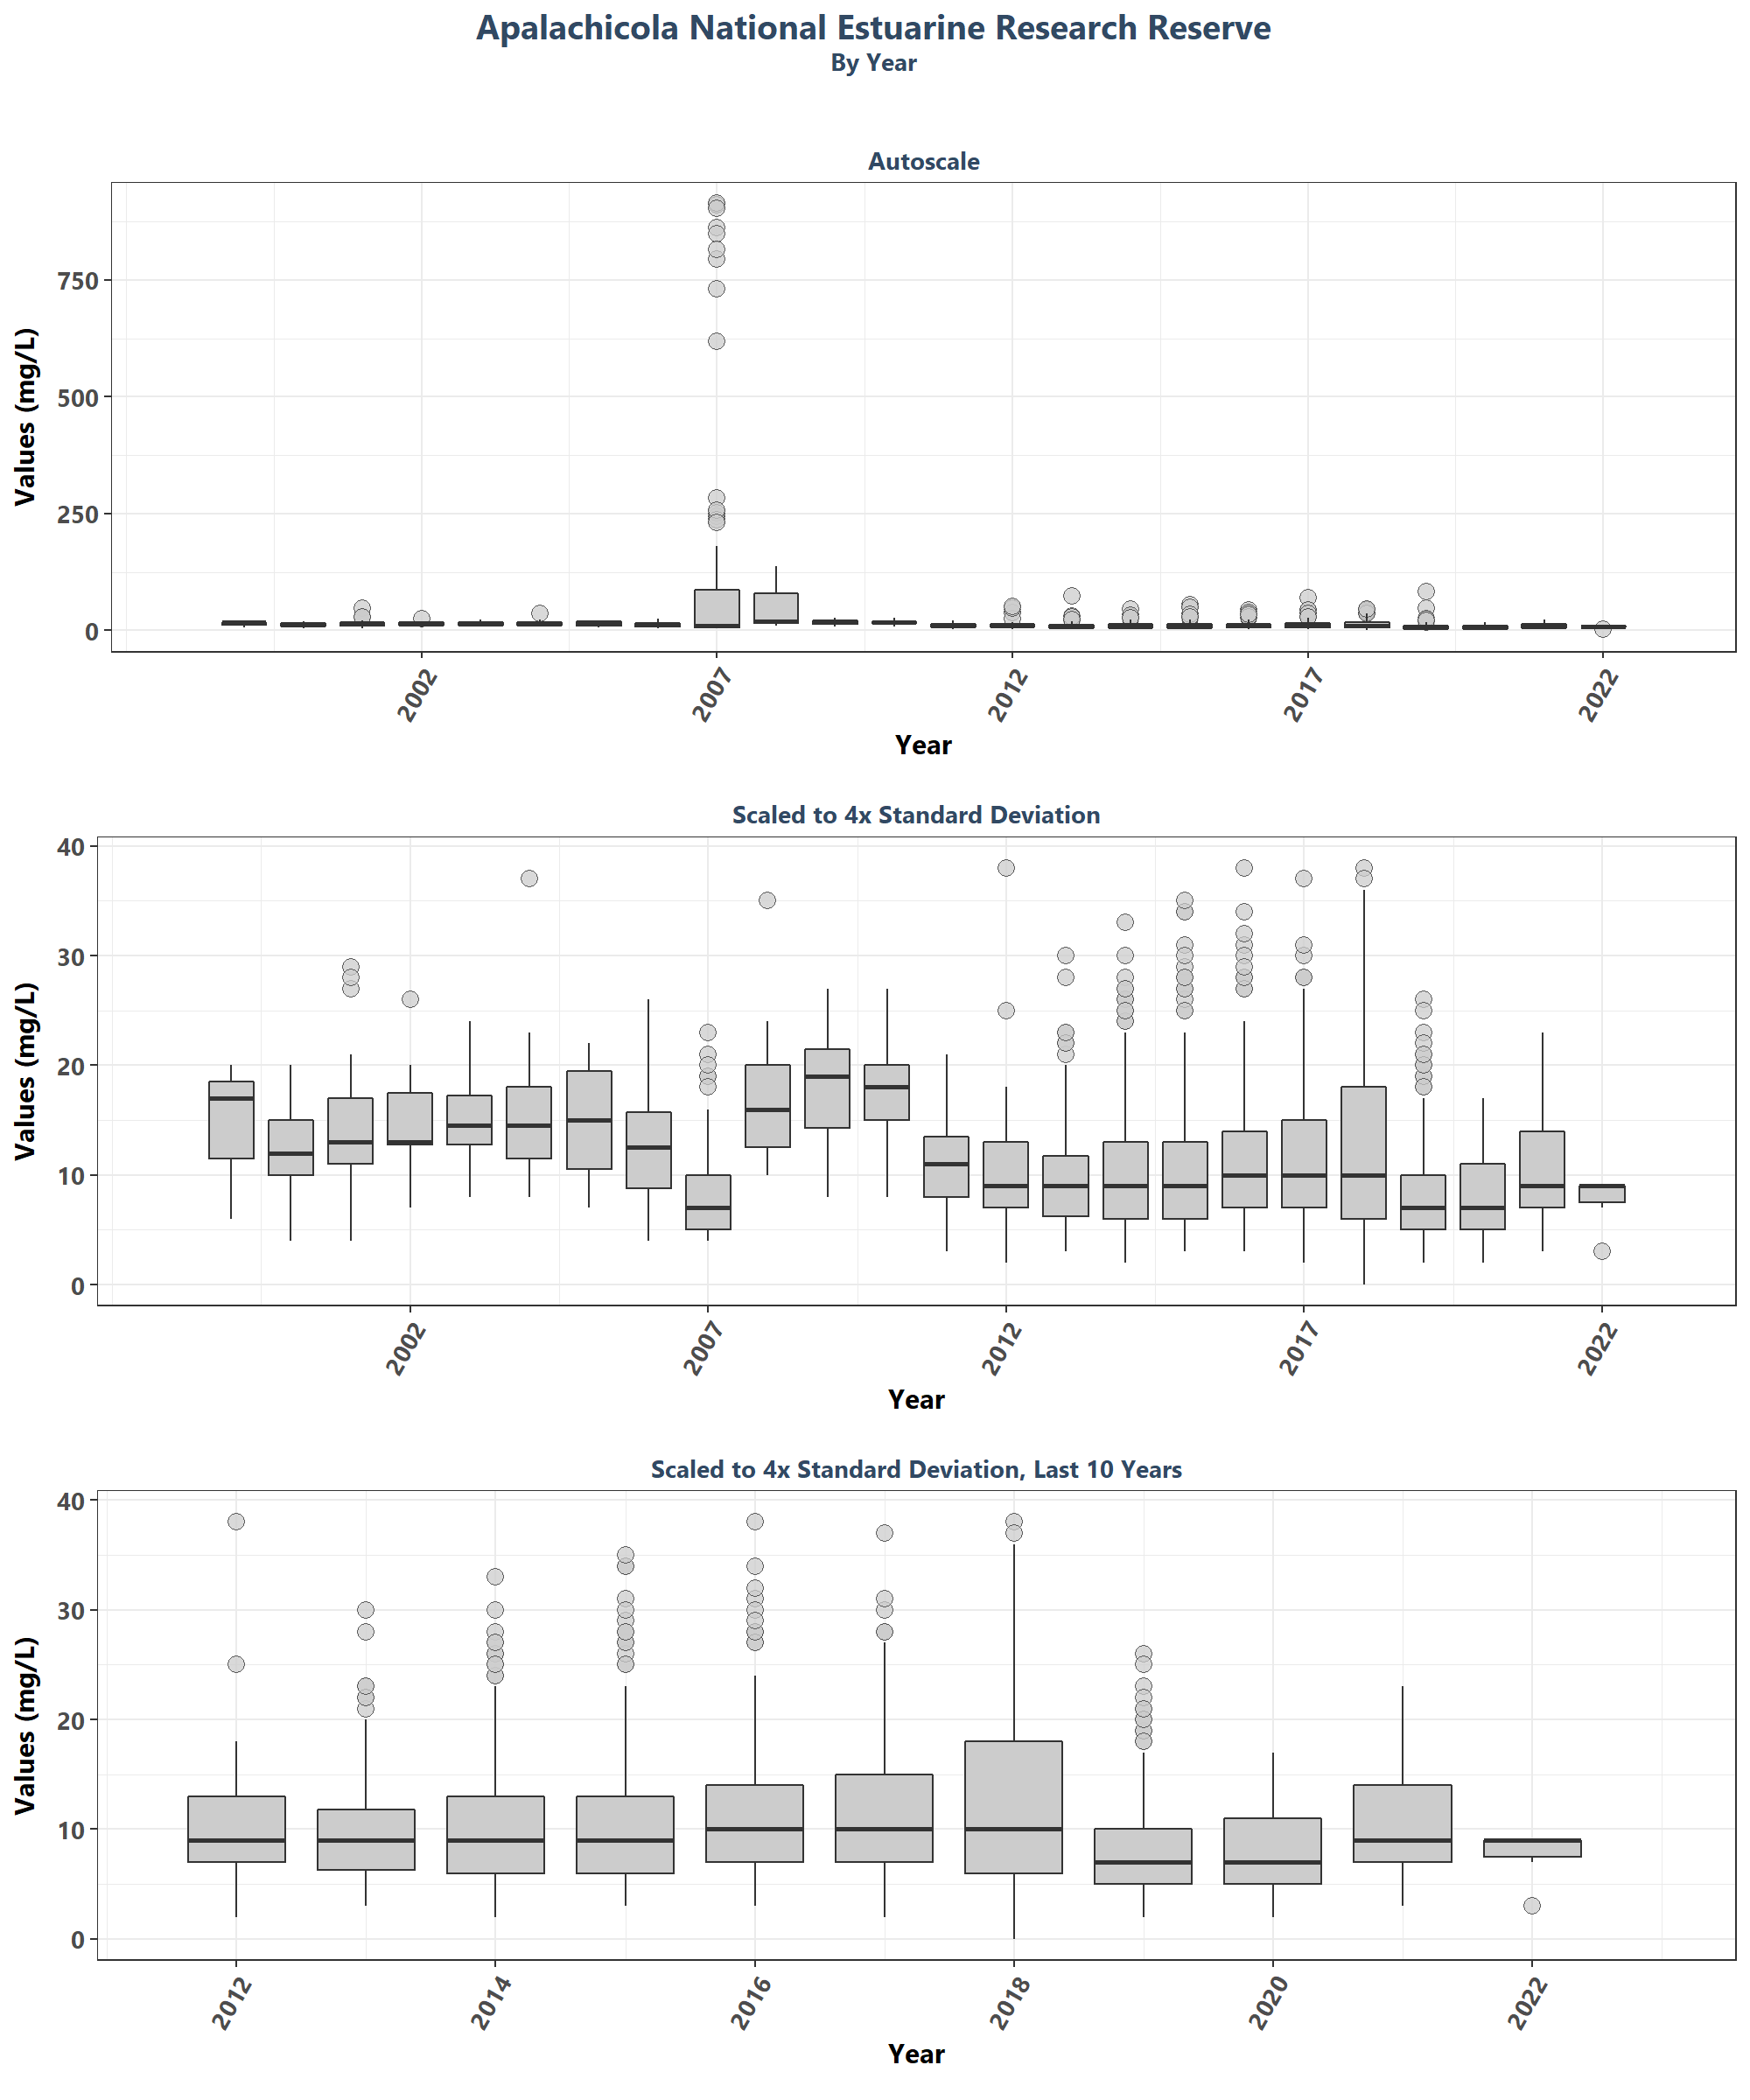 Apalachicola National Estuarine Research Reserve
By Year
Autoscale
Values (mg/L)
750
500
250
0
2002
2007
2012
2017
2022
Year
Scaled to 4x Standard Deviation
Values (mg/L)
40
30
20
10
0
2002
2007
2012
2017
2022
Year
Scaled to 4x Standard Deviation, Last 10 Years
Values (mg/L)
40
30
20
10
0
2012
2014
2016
2018
2020
2022
Year